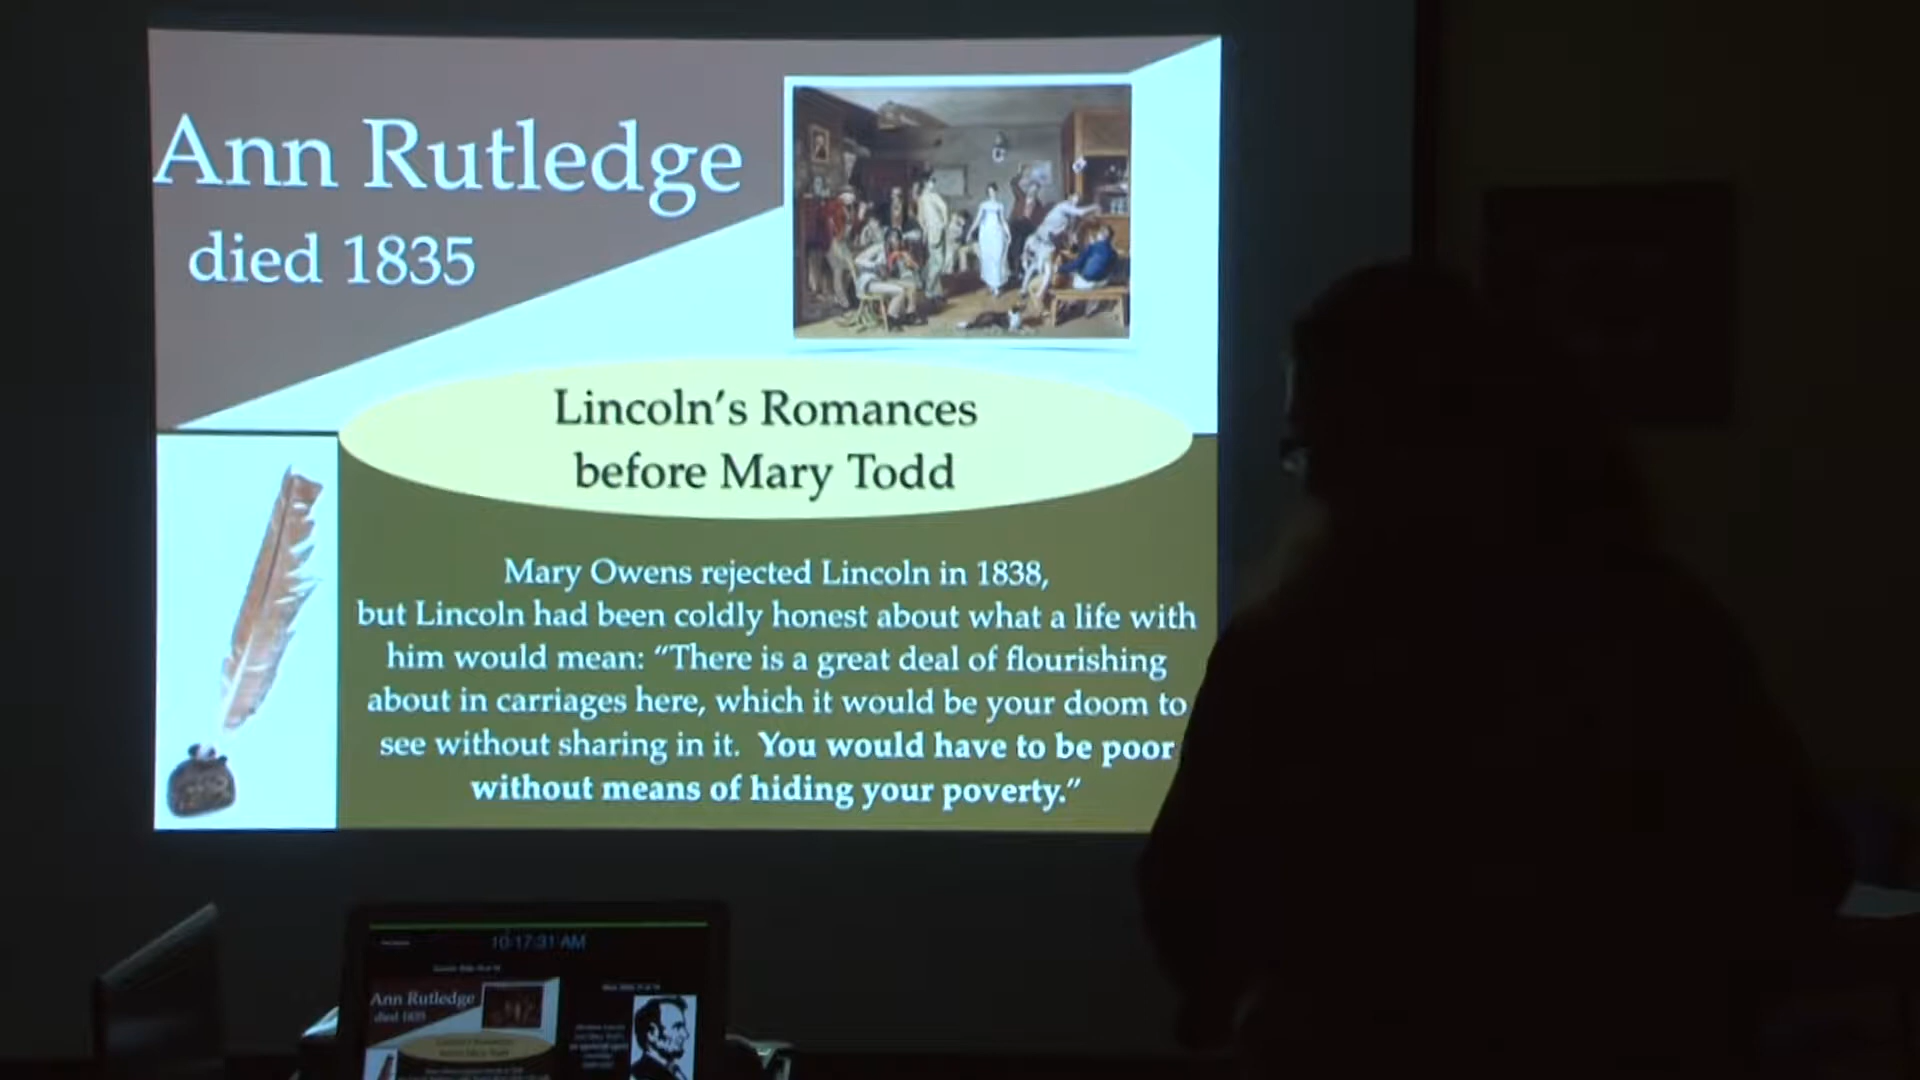 Ann Rutledge
died 1835
Lincoln’s Romances
before Mary Todd
Mary Owens rejected Lincoln in 1838,
but Lincoln had been coldly honest about what a life with
him would mean: “There is a great deal of flourishing
about in carriages here, which it would be your doom to
see without sharing in it.  You would have to be poor
without means of hiding your poverty.”
10:17:31 AM
Ann Rutledge
died 1835